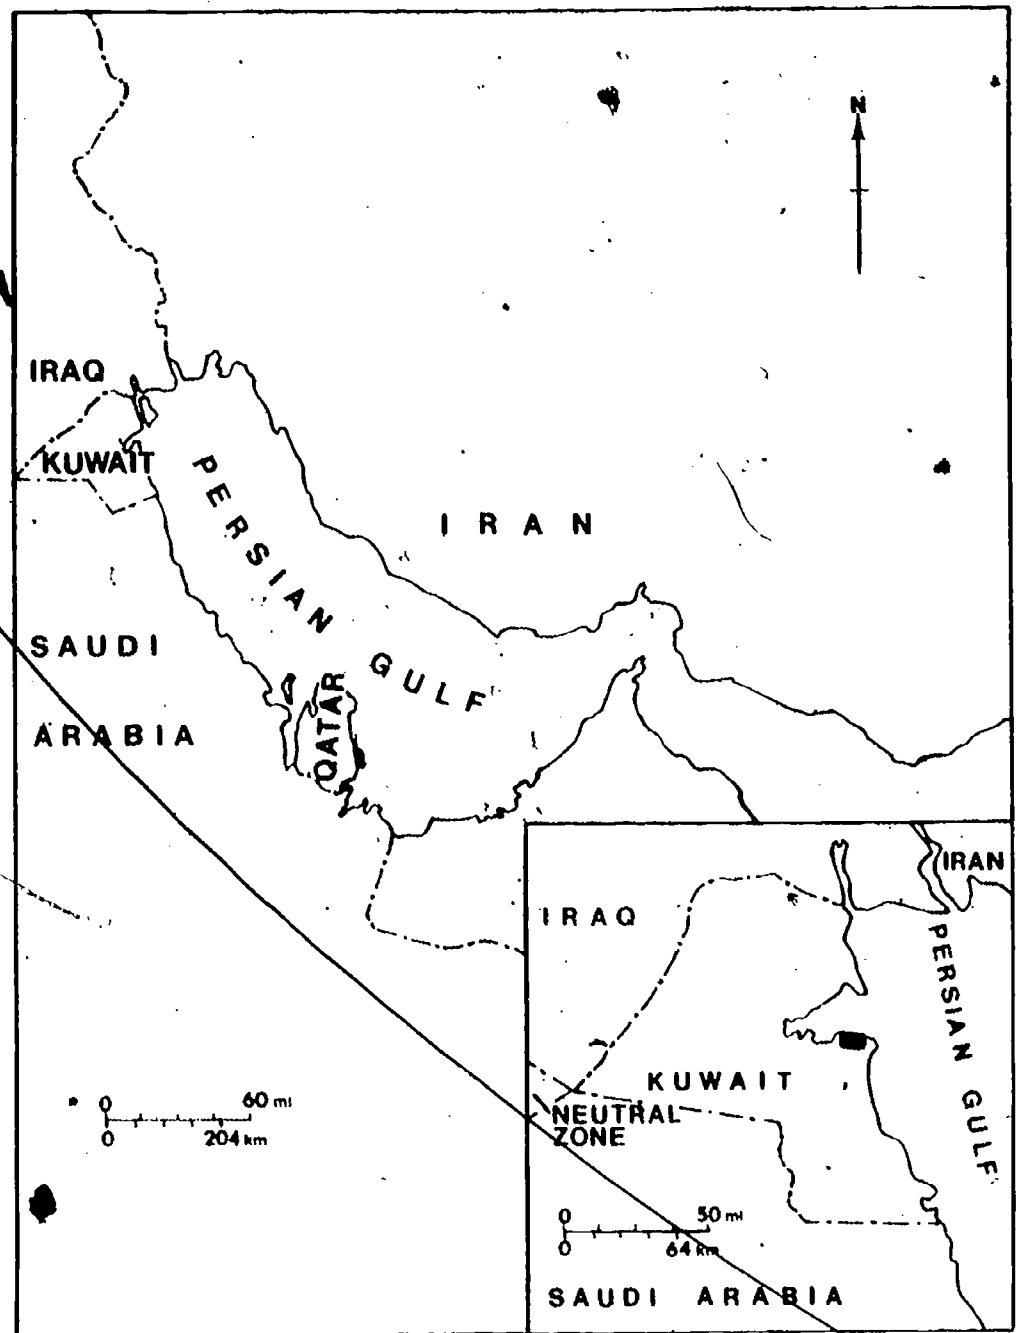 N
IRAQ
KUWAIT
PERSIAN GULF
IRAN
SAUDI
ARABIA
QATAR
0 60 mi
0 204 km
IRAN
IRAQ
PERSIAN GULF
KUWAIT
NEUTRAL
ZONE
0 50 mi
0 64 km
SAUDI ARABIA